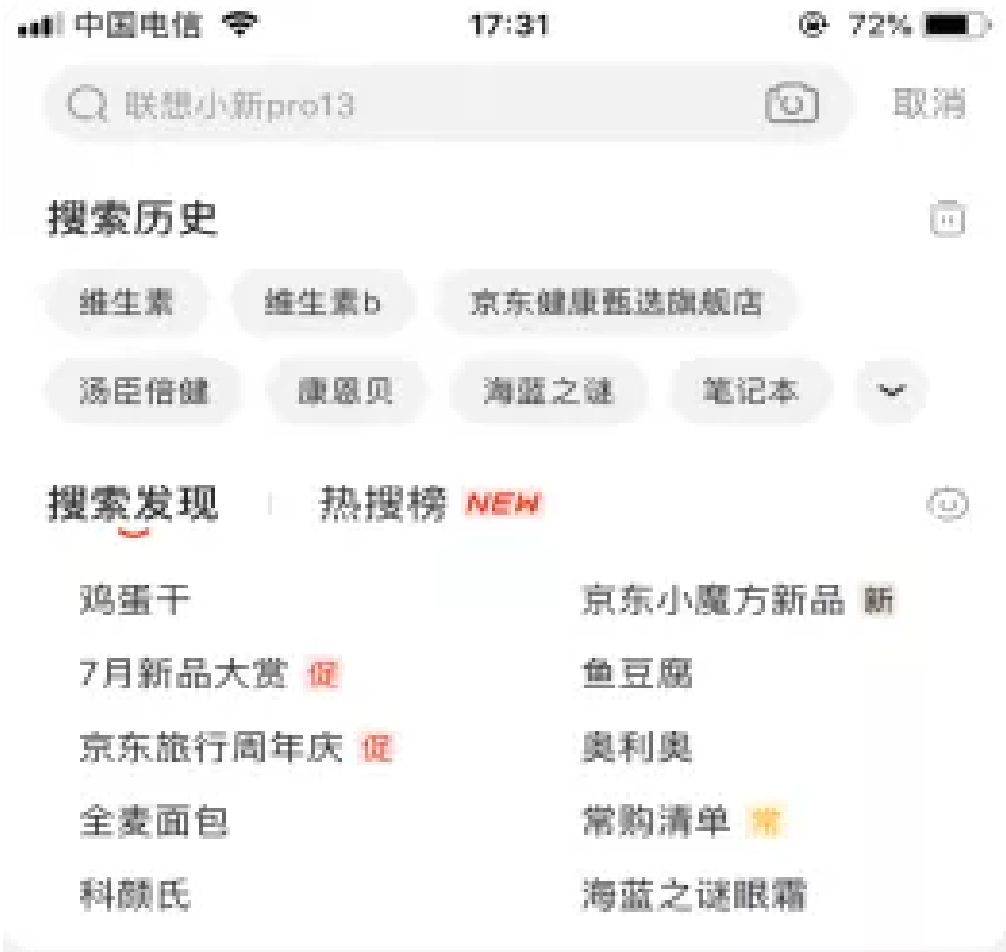 中国电信 17:31 72%
联想小新pro13 取消
搜索历史
维生素 维生素b 京东健康甄选旗舰店
汤臣倍健 康恩贝 海蓝之谜 笔记本
搜索发现 热搜榜 NEW
鸡蛋干 京东小魔方新品 新
7月新品大赏 促 鱼豆腐
京东旅行周年庆 促 奥利奥
全麦面包 常购清单 常
科颜氏 海蓝之谜眼霜